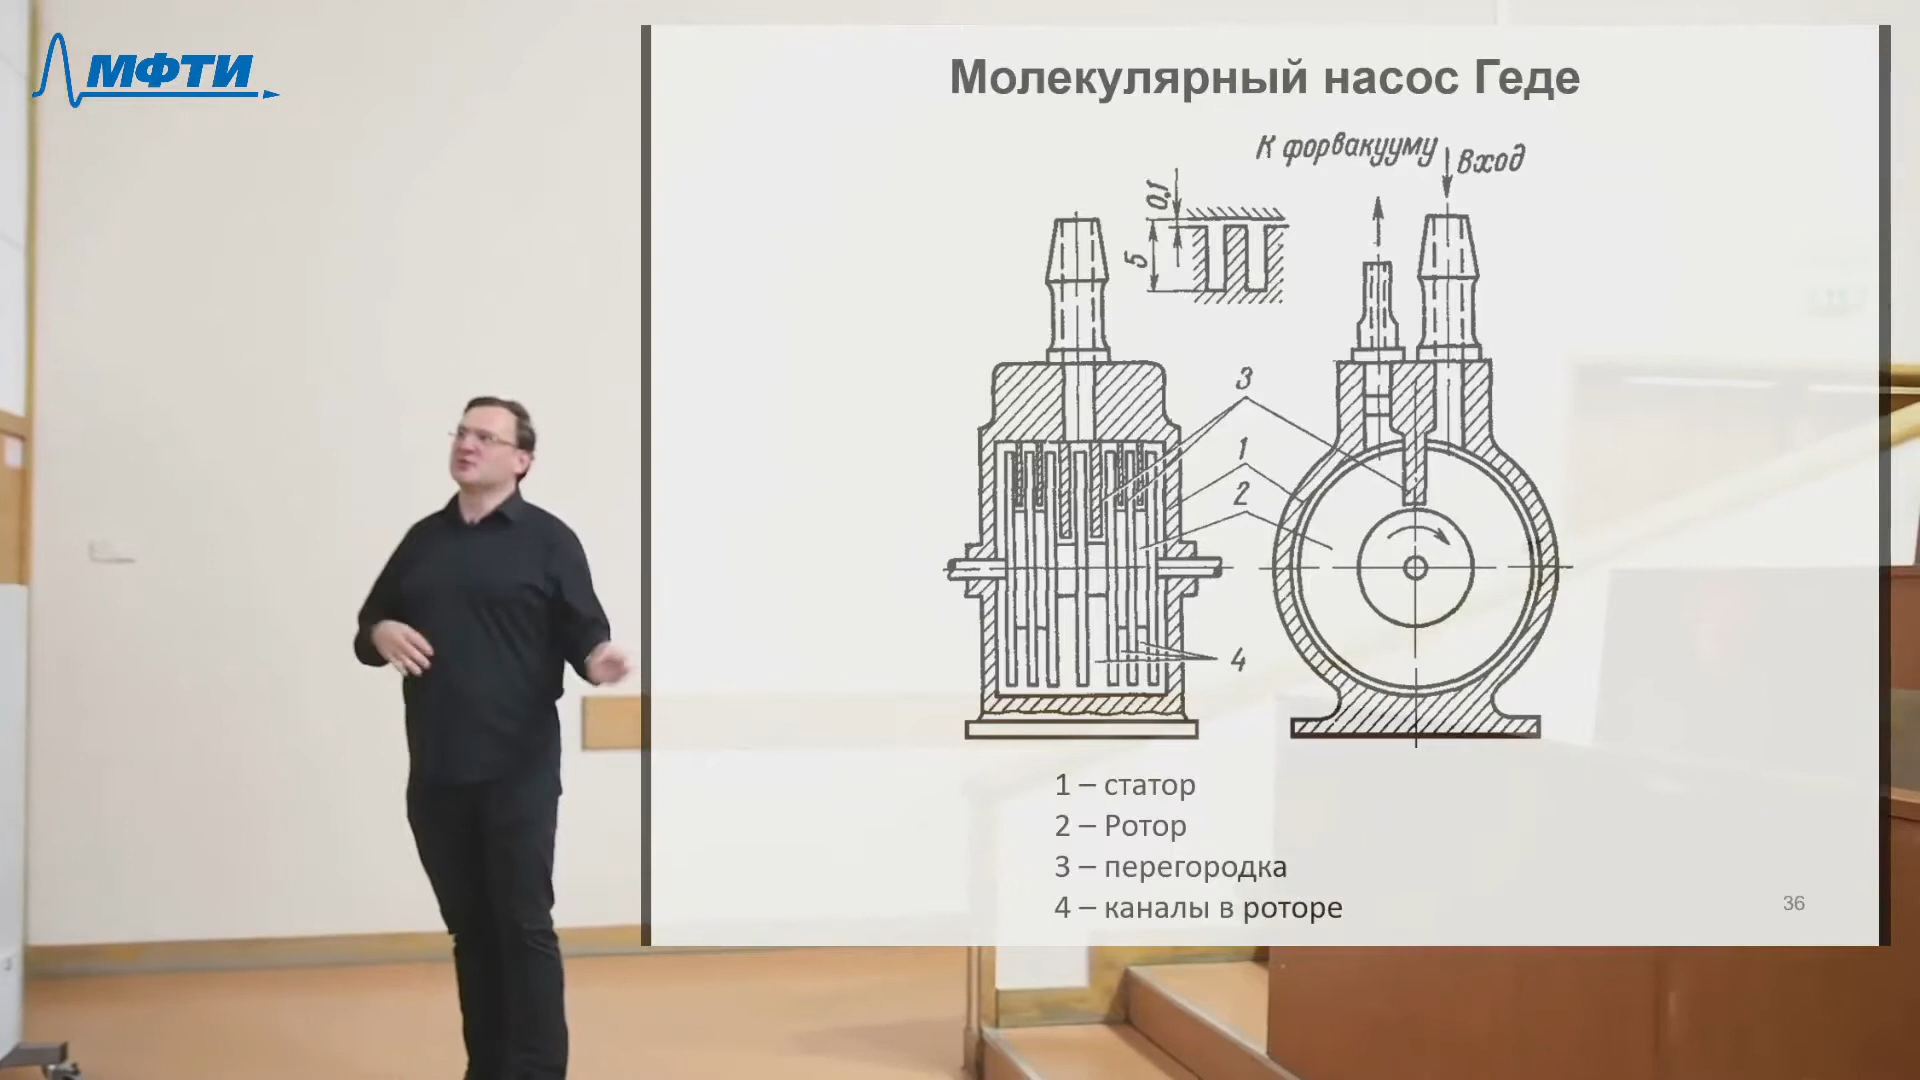 МФТИ
Молекулярный насос Геде
К форвакууму
Вход
0,1
5
3
1
2
4
1 – статор
2 – Ротор
3 – перегородка
4 – каналы в роторе
36